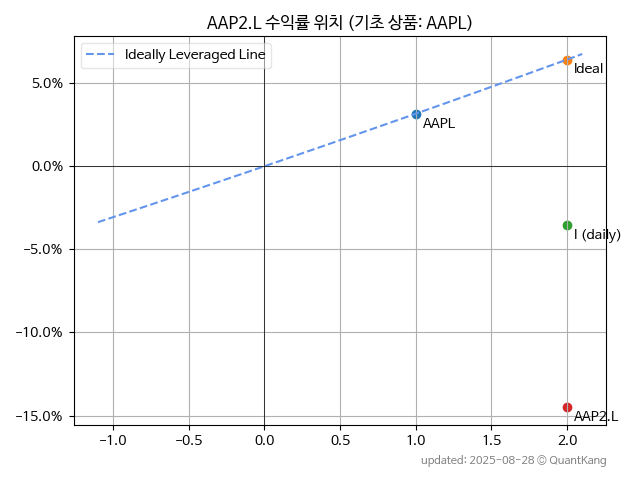 AAP2.L 수익률 위치 (기초 상품: AAPL)
Ideally Leveraged Line
5.0%
0.0%
−5.0%
−10.0%
−15.0%
Ideal
AAPL
I (daily)
AAP2.L
−1.0 −0.5 0.0 0.5 1.0 1.5 2.0
updated: 2025-08-28 © QuantKang